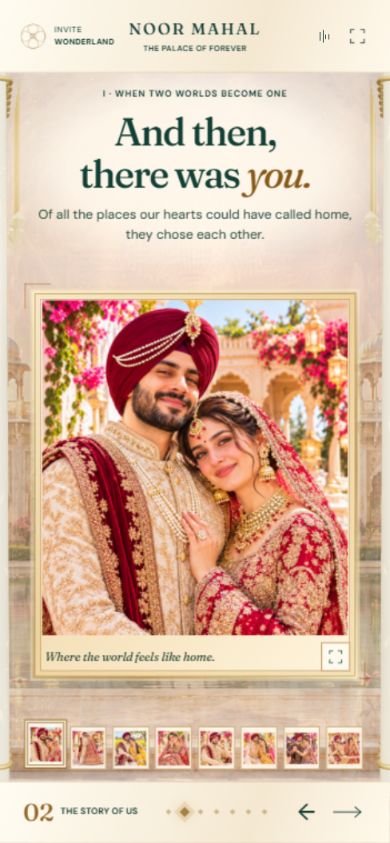 INVITE
WONDERLAND
NOOR MAHAL
THE PALACE OF FOREVER
I · WHEN TWO WORLDS BECOME ONE
And then,
there was you.
Of all the places our hearts could have called home,
they chose each other.
Where the world feels like home.
02 THE STORY OF US